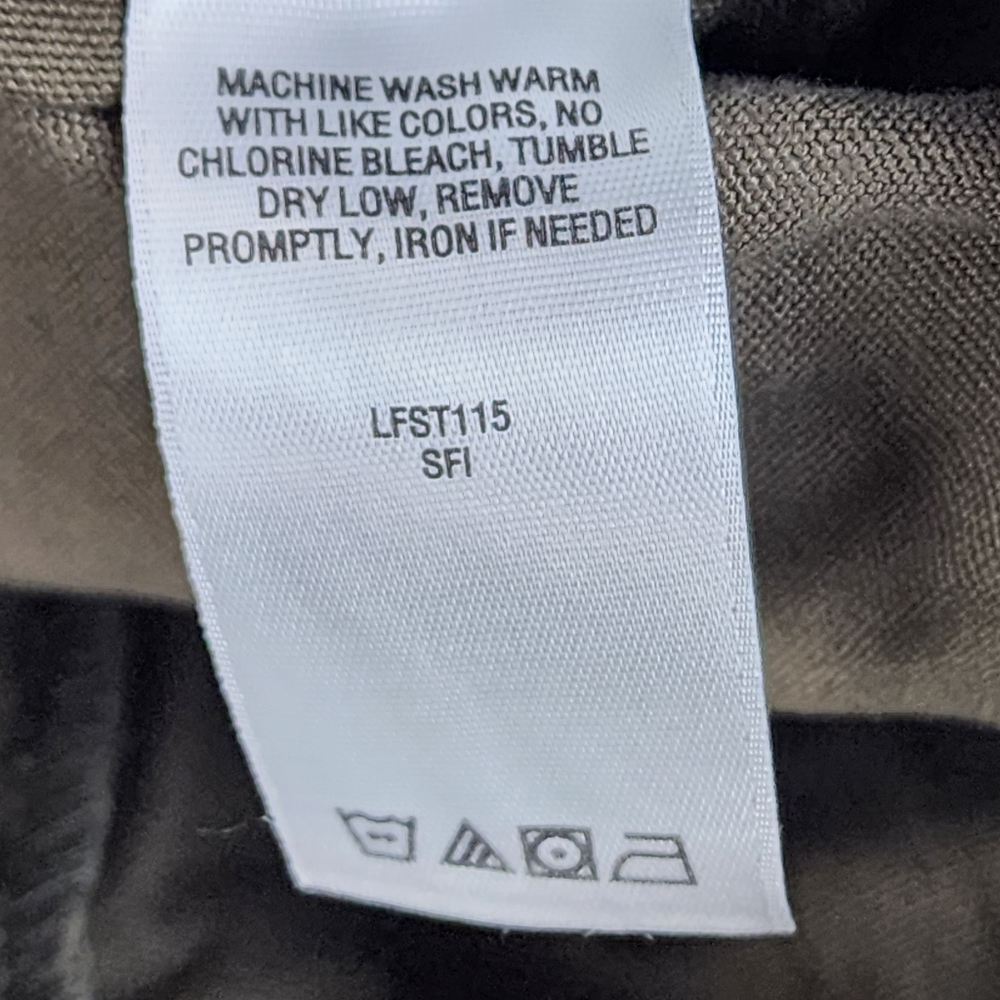 MACHINE WASH WARM
WITH LIKE COLORS, NO
CHLORINE BLEACH, TUMBLE
DRY LOW, REMOVE
PROMPTLY, IRON IF NEEDED
LFST115
SFI